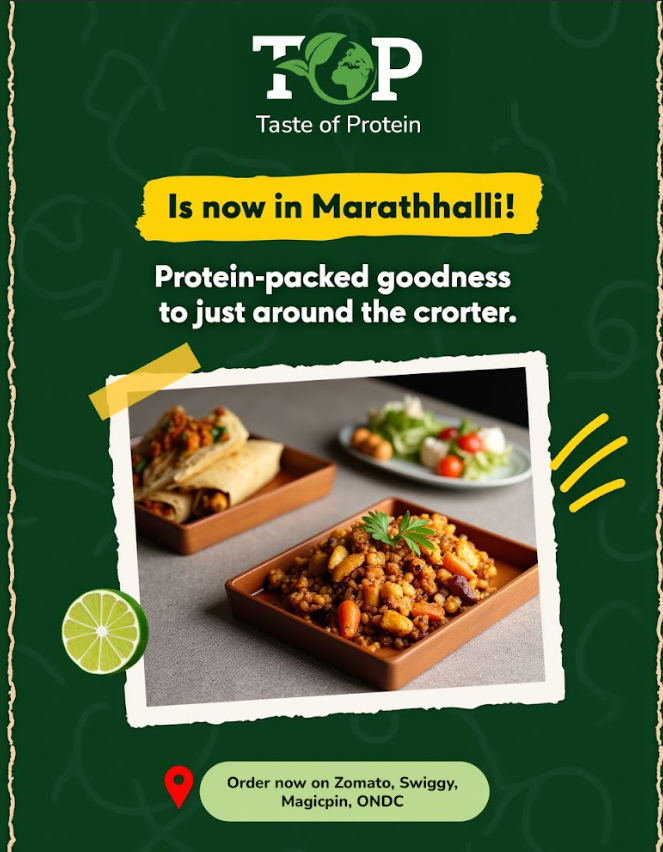 TOP
Taste of Protein
Is now in Marathhalli!
Protein-packed goodness
to just around the crorter.
Order now on Zomato, Swiggy,
Magicpin, ONDC